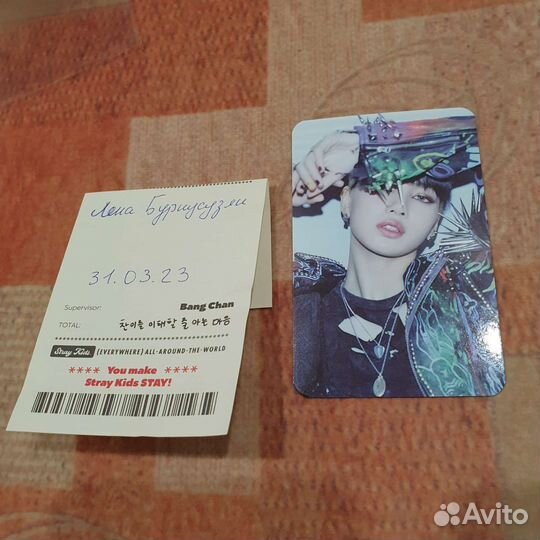 Лена Буриусузян
31.03.23
Supervisor: Bang Chan
TOTAL: 찬이를 이해할 줄 아는 마음
Stray Kids [EVERYWHERE] ALL-AROUND-THE-WORLD
**** You make ****
Stray Kids STAY!
Avito